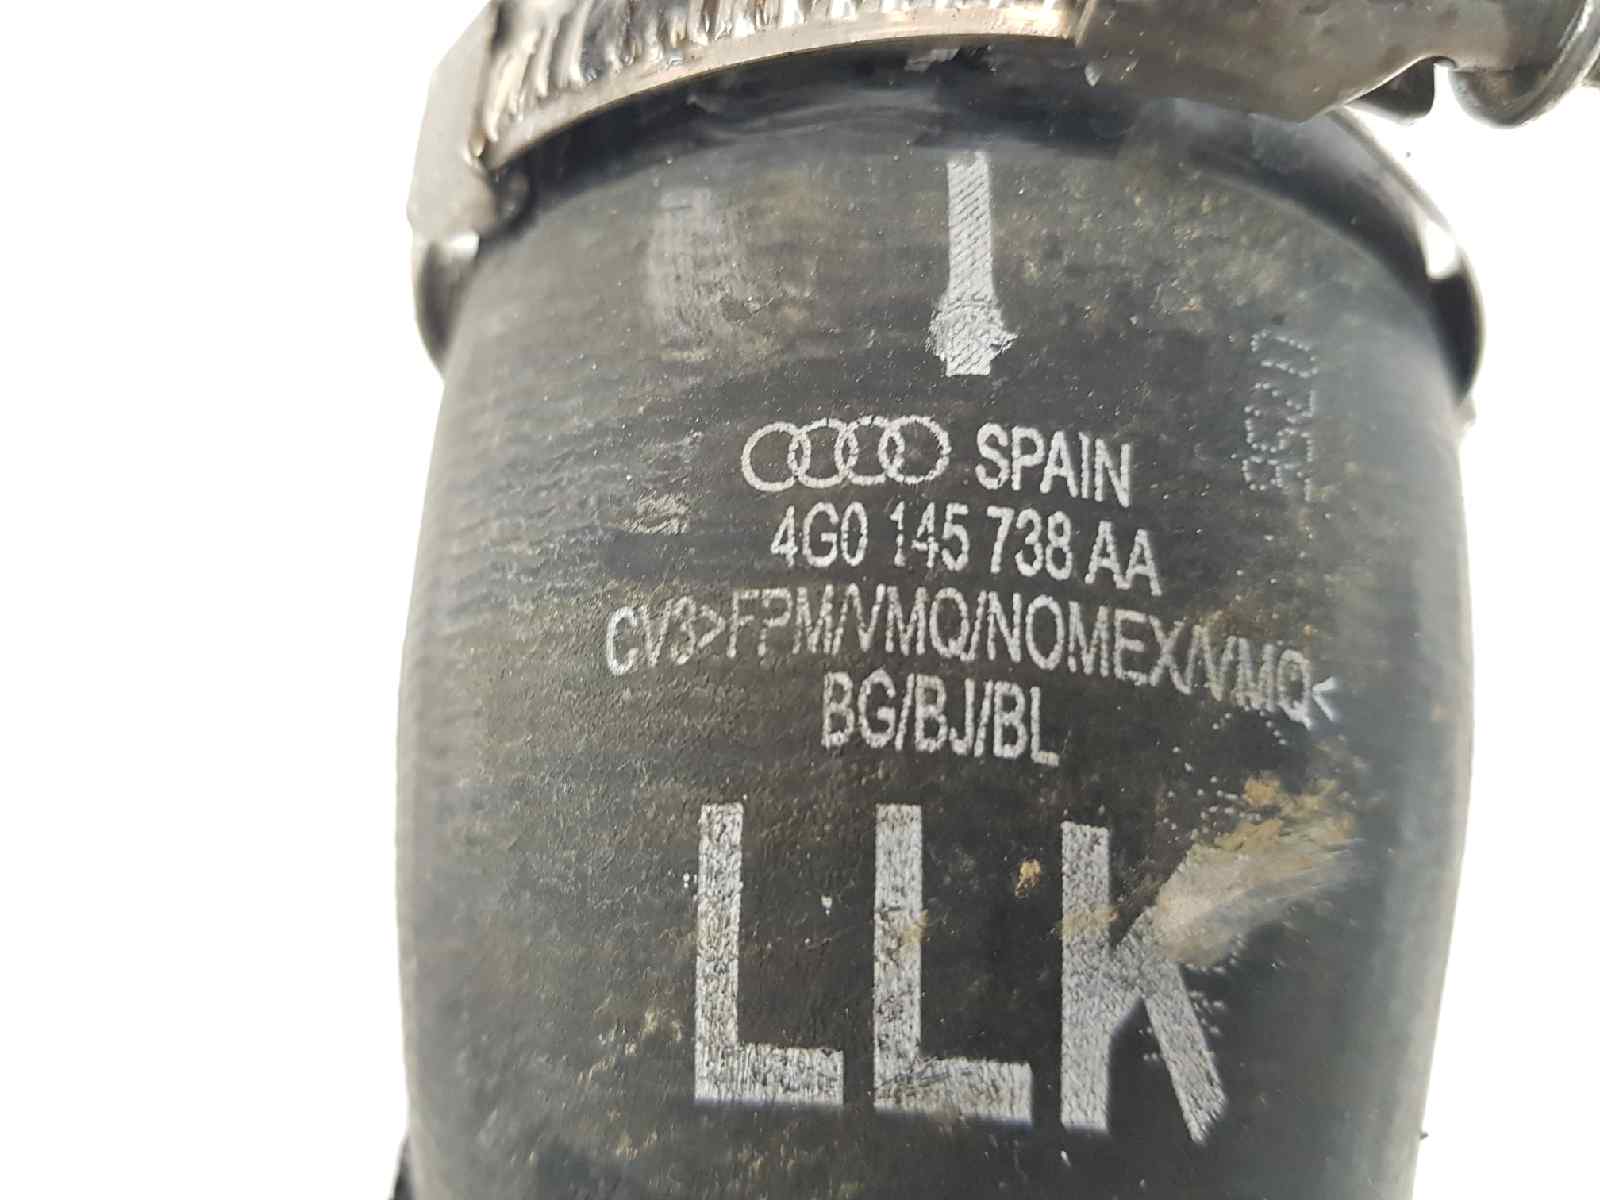 SPAIN
4G0 145 738 AA
CV3>FPM/VMQ/NOMEX/VMQ<
BG/BJ/BL
LLK